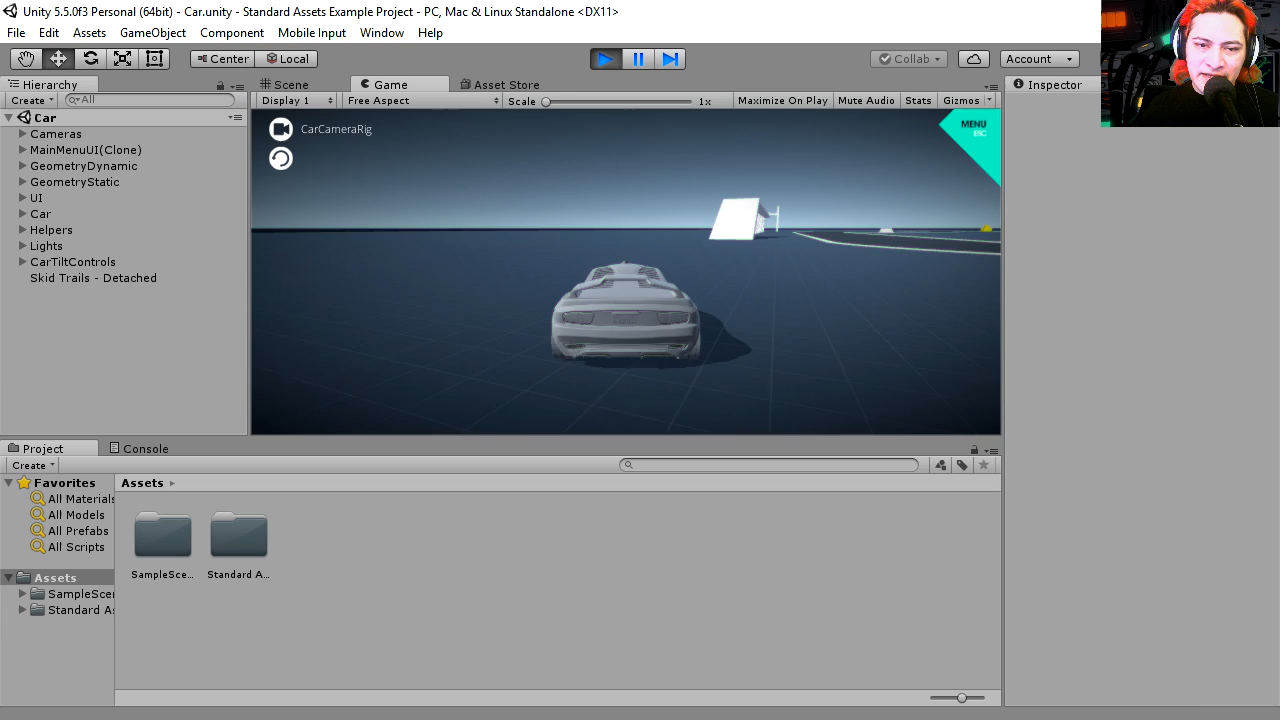 Unity 5.5.0f3 Personal (64bit) - Car.unity - Standard Assets Example Project - PC, Mac & Linux Standalone <DX11>
File Edit Assets GameObject Component Mobile Input Window Help
Center Local Collab Account
Hierarchy Scene Game Asset Store Inspector
Create All Display 1 Free Aspect Scale 1x Maximize On Play Mute Audio Stats Gizmos
Car
Cameras
MainMenuUI(Clone)
GeometryDynamic
GeometryStatic
UI
Car
Helpers
Lights
CarTiltControls
Skid Trails - Detached
CarCameraRig
MENU
ESC
Project Console
Create
Favorites
All Materials
All Models
All Prefabs
All Scripts
Assets
SampleScen
Standard As
Assets
SampleSce... Standard A...